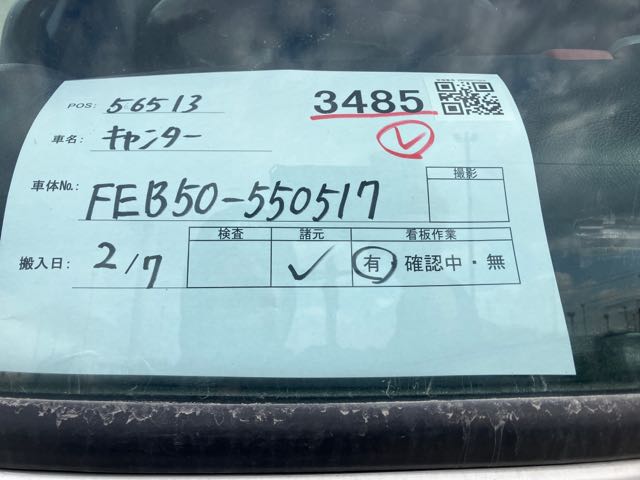 POS: 56513
3485
車名: キャンター
車体No.: FEB50-550517
撮影
搬入日: 2/7
検査 諸元 看板作業
✓ 有・確認中・無